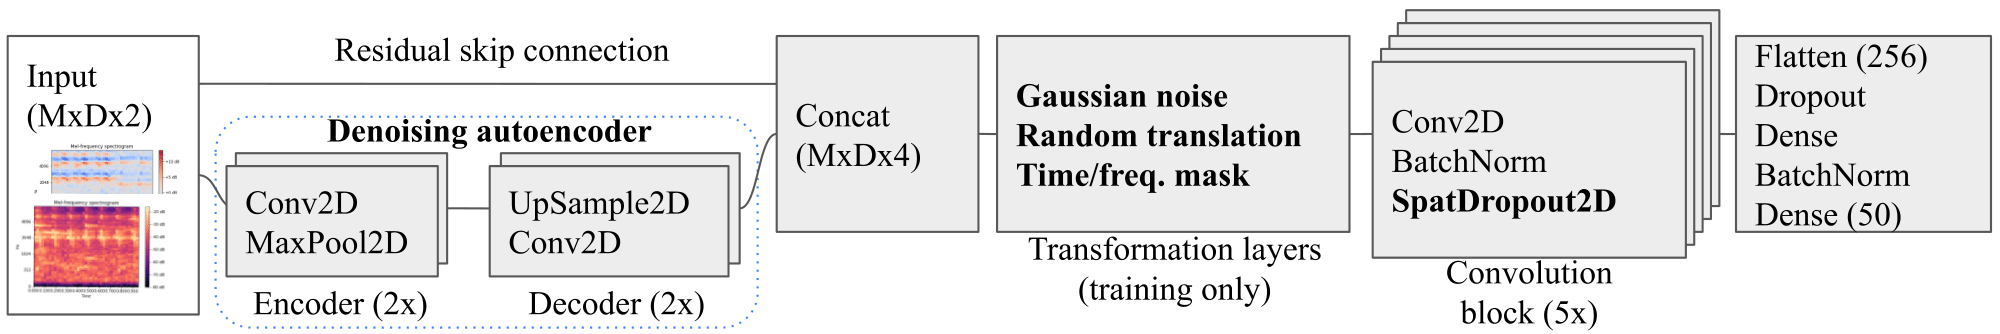 Input
(MxDx2)
Mel-frequency spectrogram
Mel-frequency spectrogram
Time
Residual skip connection
Denoising autoencoder
Conv2D
MaxPool2D
Encoder (2x)
UpSample2D
Conv2D
Decoder (2x)
Concat
(MxDx4)
Gaussian noise
Random translation
Time/freq. mask
Transformation layers
(training only)
Conv2D
BatchNorm
SpatDropout2D
Convolution
block (5x)
Flatten (256)
Dropout
Dense
BatchNorm
Dense (50)